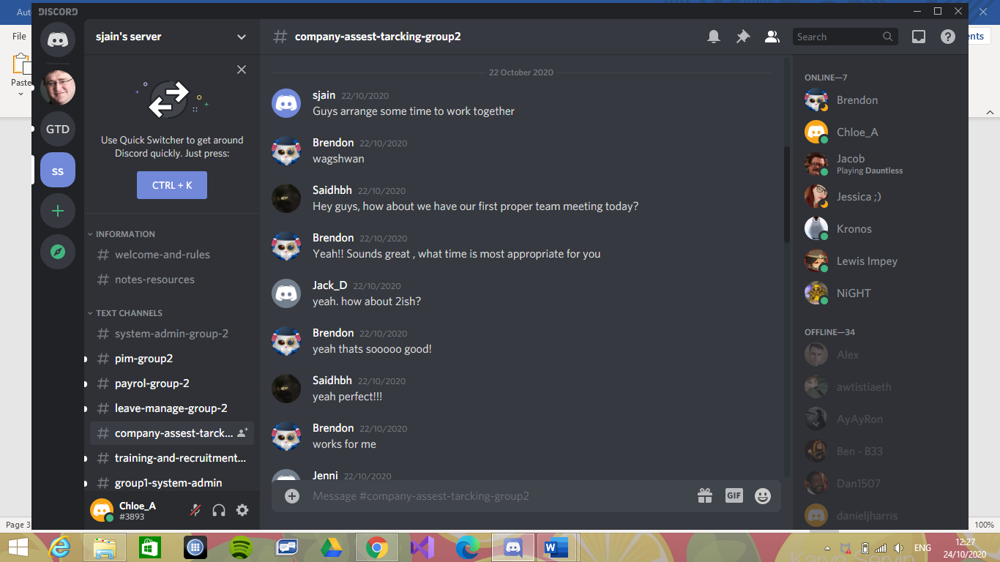 Aut
DISCORD
File
ents
Paste
GTD
ss
sjain's server
Use Quick Switcher to get around
Discord quickly. Just press:
CTRL + K
INFORMATION
welcome-and-rules
notes-resources
TEXT CHANNELS
system-admin-group-2
pim-group2
payrol-group-2
leave-manage-group-2
company-assest-tarck...
training-and-recruitment...
group1-system-admin
Chloe_A
#3893
# company-assest-tarcking-group2
Search
22 October 2020
sjain 22/10/2020
Guys arrange some time to work together
Brendon 22/10/2020
wagshwan
Saidhbh 22/10/2020
Hey guys, how about we have our first proper team meeting today?
Brendon 22/10/2020
Yeah!! Sounds great , what time is most appropriate for you
Jack_D 22/10/2020
yeah. how about 2ish?
Brendon 22/10/2020
yeah thats sooooo good!
Saidhbh 22/10/2020
yeah perfect!!!
Brendon 22/10/2020
works for me
Jenni 22/10/2020
Message #company-assest-tarcking-group2
GIF
ONLINE—7
Brendon
Chloe_A
Jacob
Playing Dauntless
Jessica ;)
Kronos
Lewis Impey
NiGHT
OFFLINE—34
Alex
awtistiaeth
AyAyRon
Ben - B33
Dan1507
danieljharris
Page 3
100%
ENG
12:27
24/10/2020
Karyn Servin